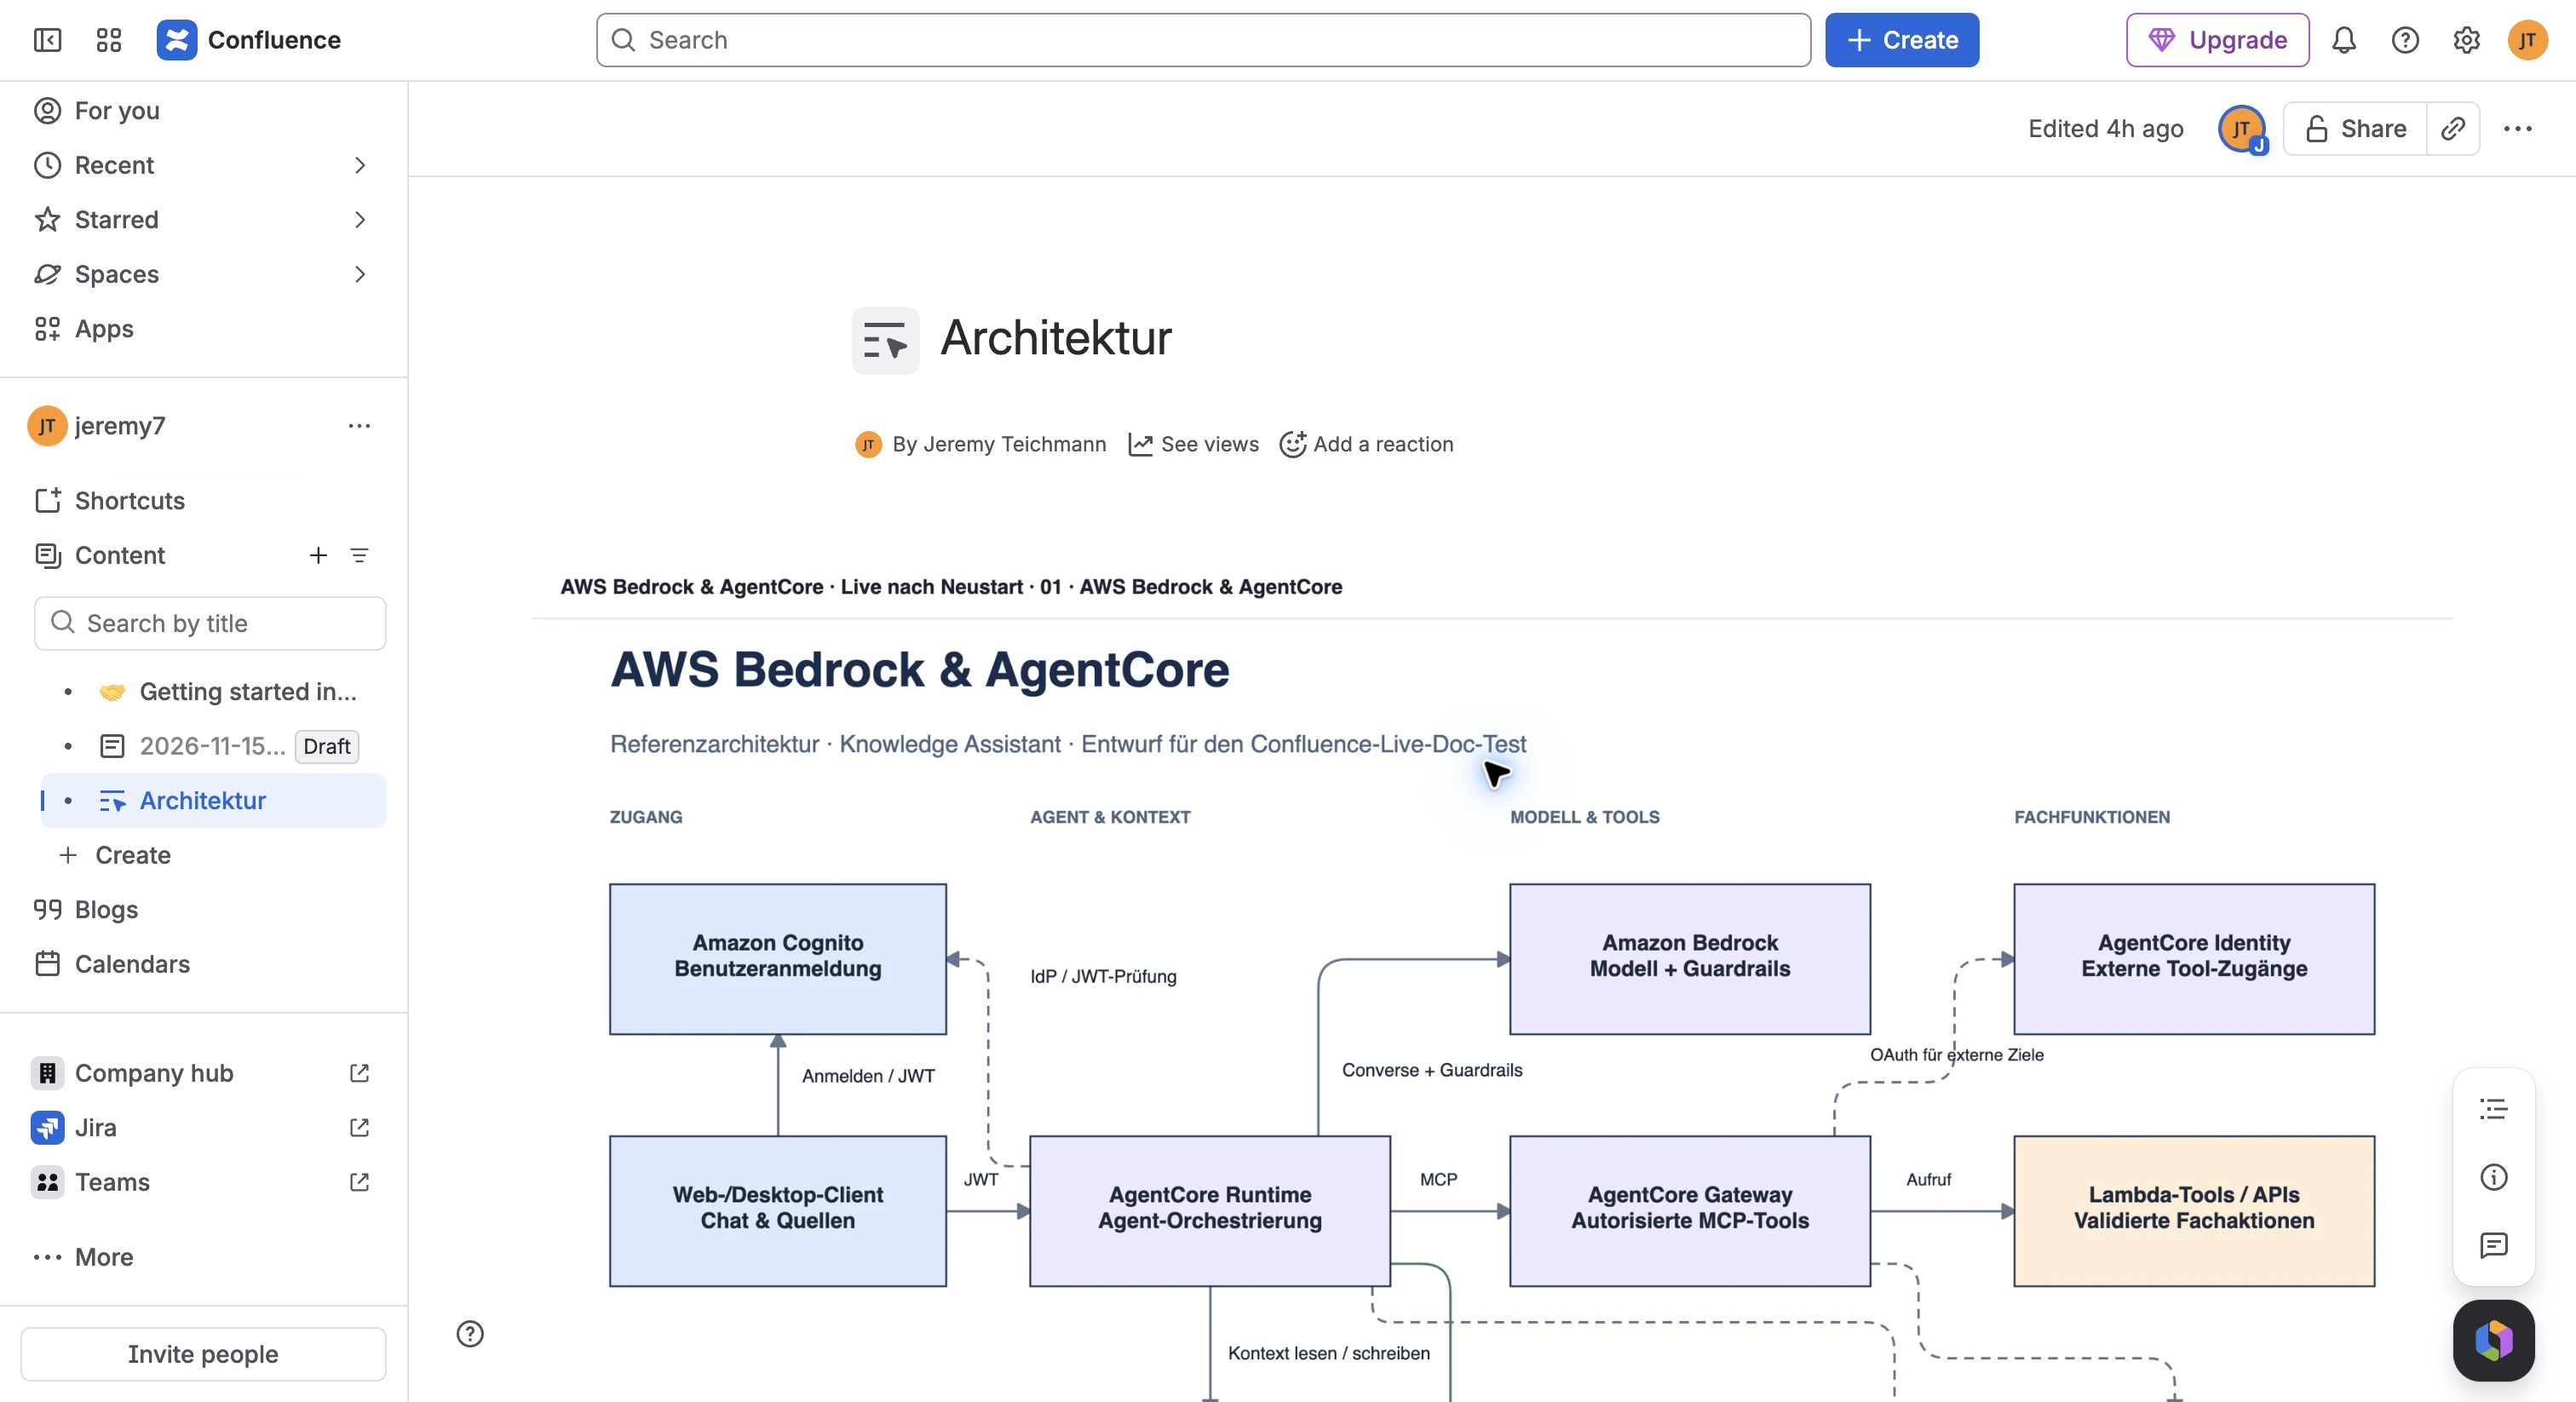 Confluence
Search
Create
Upgrade
JT
For you
Recent
Starred
Spaces
Apps
JT jeremy7
Shortcuts
Content
Search by title
Getting started in...
2026-11-15... Draft
Architektur
Create
Blogs
Calendars
Company hub
Jira
Teams
More
Invite people
Edited 4h ago
JT
J
Share
Architektur
JT By Jeremy Teichmann See views Add a reaction
AWS Bedrock & AgentCore · Live nach Neustart · 01 · AWS Bedrock & AgentCore
AWS Bedrock & AgentCore
Referenzarchitektur · Knowledge Assistant · Entwurf für den Confluence-Live-Doc-Test
ZUGANG
AGENT & KONTEXT
MODELL & TOOLS
FACHFUNKTIONEN
Amazon Cognito
Benutzeranmeldung
IdP / JWT-Prüfung
Amazon Bedrock
Modell + Guardrails
AgentCore Identity
Externe Tool-Zugänge
Anmelden / JWT
Converse + Guardrails
OAuth für externe Ziele
Web-/Desktop-Client
Chat & Quellen
JWT
AgentCore Runtime
Agent-Orchestrierung
MCP
AgentCore Gateway
Autorisierte MCP-Tools
Aufruf
Lambda-Tools / APIs
Validierte Fachaktionen
Kontext lesen / schreiben